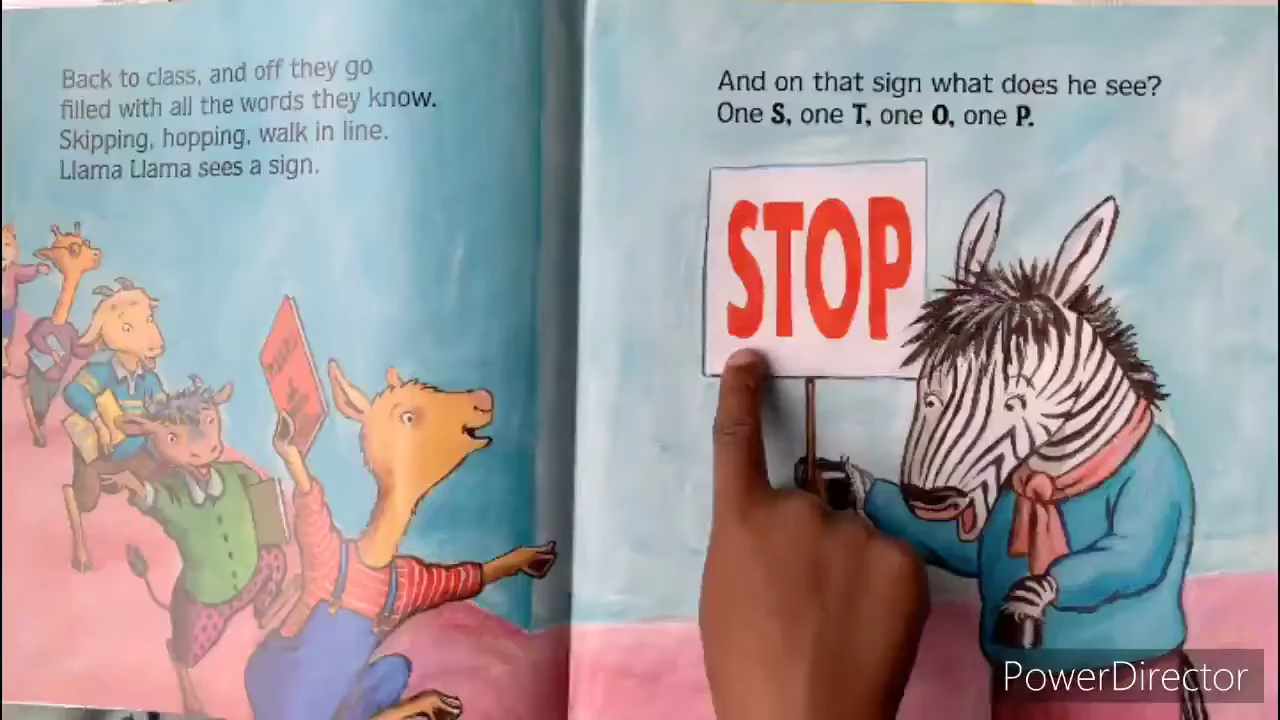 Back to class, and off they go
filled with all the words they know.
Skipping, hopping, walk in line.
Llama Llama sees a sign.
And on that sign what does he see?
One S, one T, one O, one P.
STOP
PowerDirector